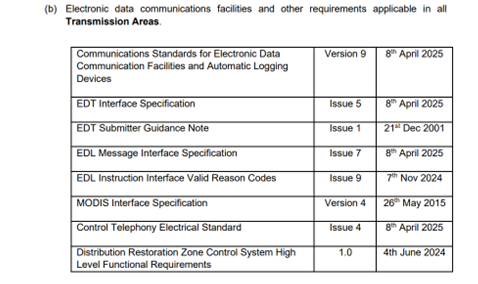 (b) Electronic data communications facilities and other requirements applicable in all
Transmission Areas.
Communications Standards for Electronic Data Version 9 8th April 2025
Communication Facilities and Automatic Logging
Devices
EDT Interface Specification Issue 5 8th April 2025
EDT Submitter Guidance Note Issue 1 21st Dec 2001
EDL Message Interface Specification Issue 7 8th April 2025
EDL Instruction Interface Valid Reason Codes Issue 9 7th Nov 2024
MODIS Interface Specification Version 4 26th May 2015
Control Telephony Electrical Standard Issue 4 8th April 2025
Distribution Restoration Zone Control System High 1.0 4th June 2024
Level Functional Requirements